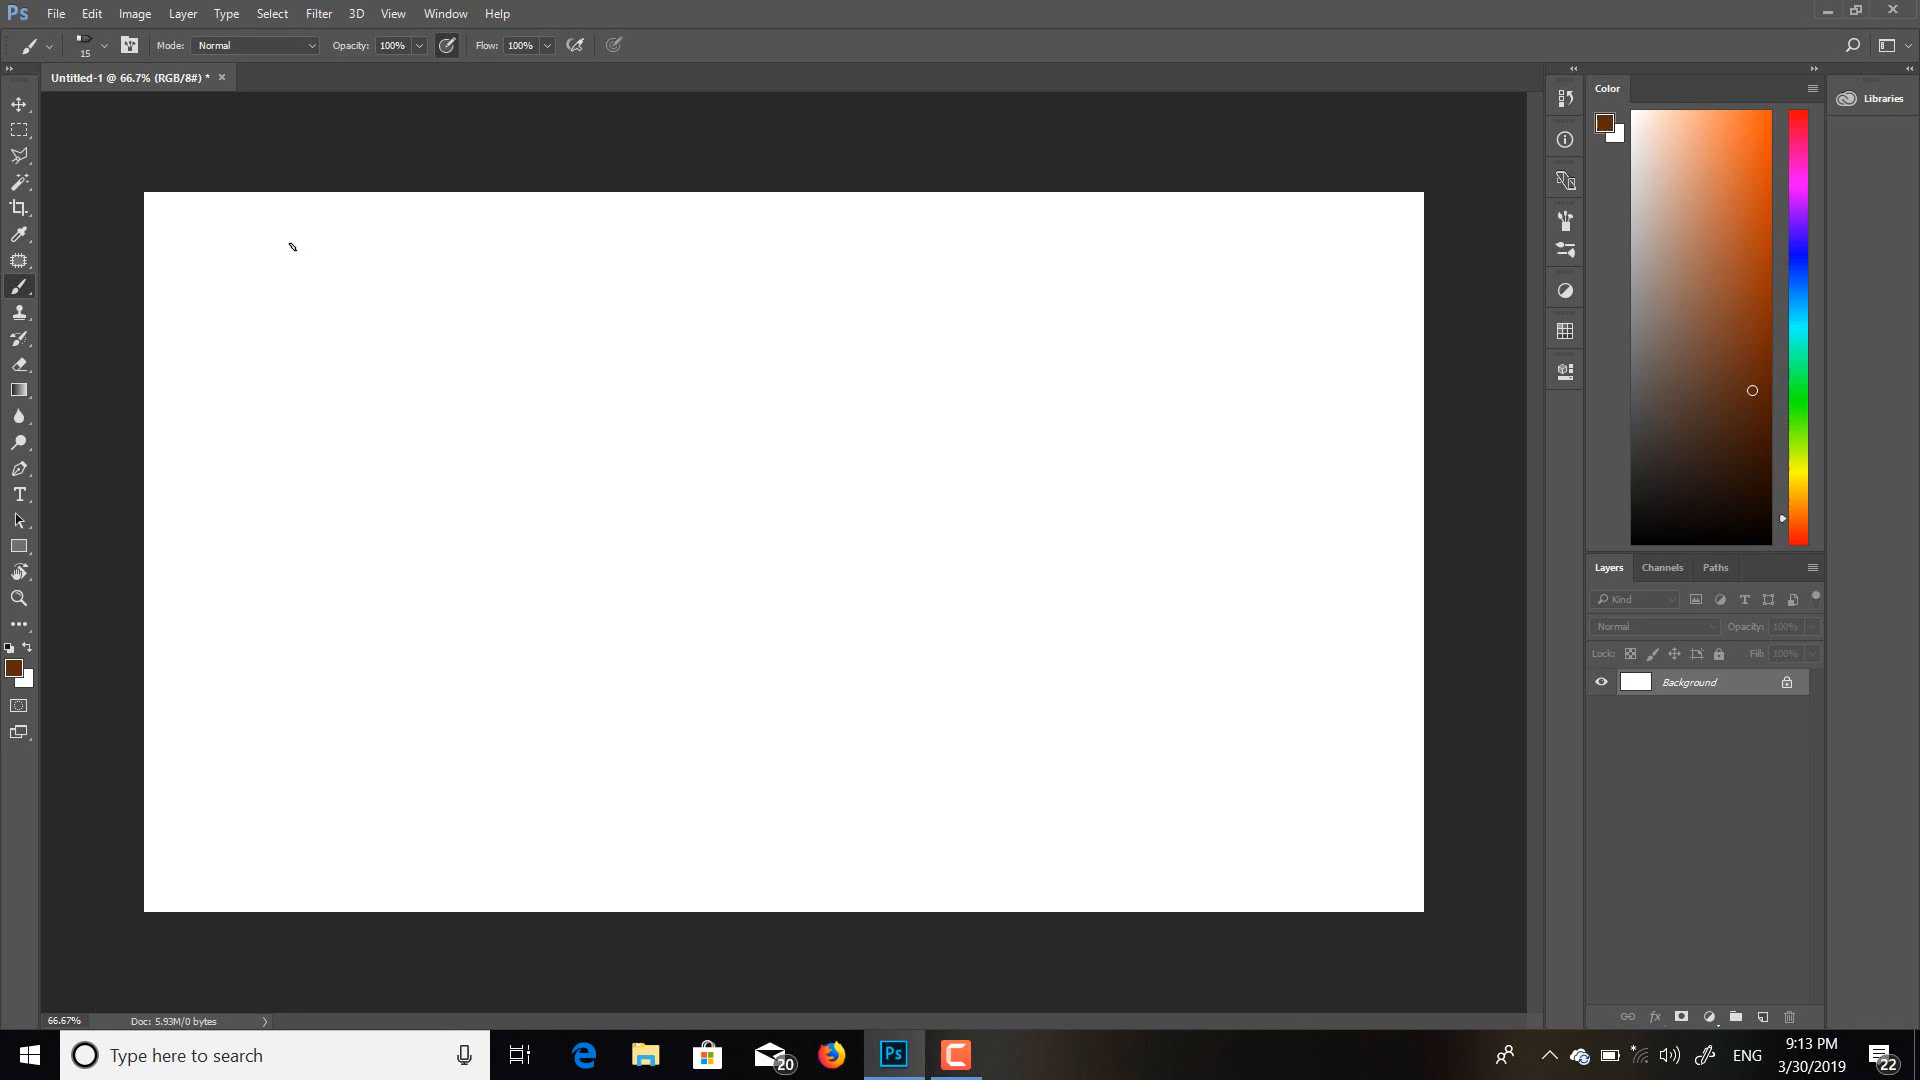 Ps File Edit Image Layer Type Select Filter 3D View Window Help
15 Mode: Normal Opacity: 100% Flow: 100%
Untitled-1 @ 66.7% (RGB/8#) * ×
Color
Libraries
Layers Channels Paths
Kind
Normal Opacity: 100%
Lock: Fill: 100%
Background
fx
66.67% Doc: 5.93M/0 bytes
Type here to search
20
Ps
ENG
9:13 PM
3/30/2019
22